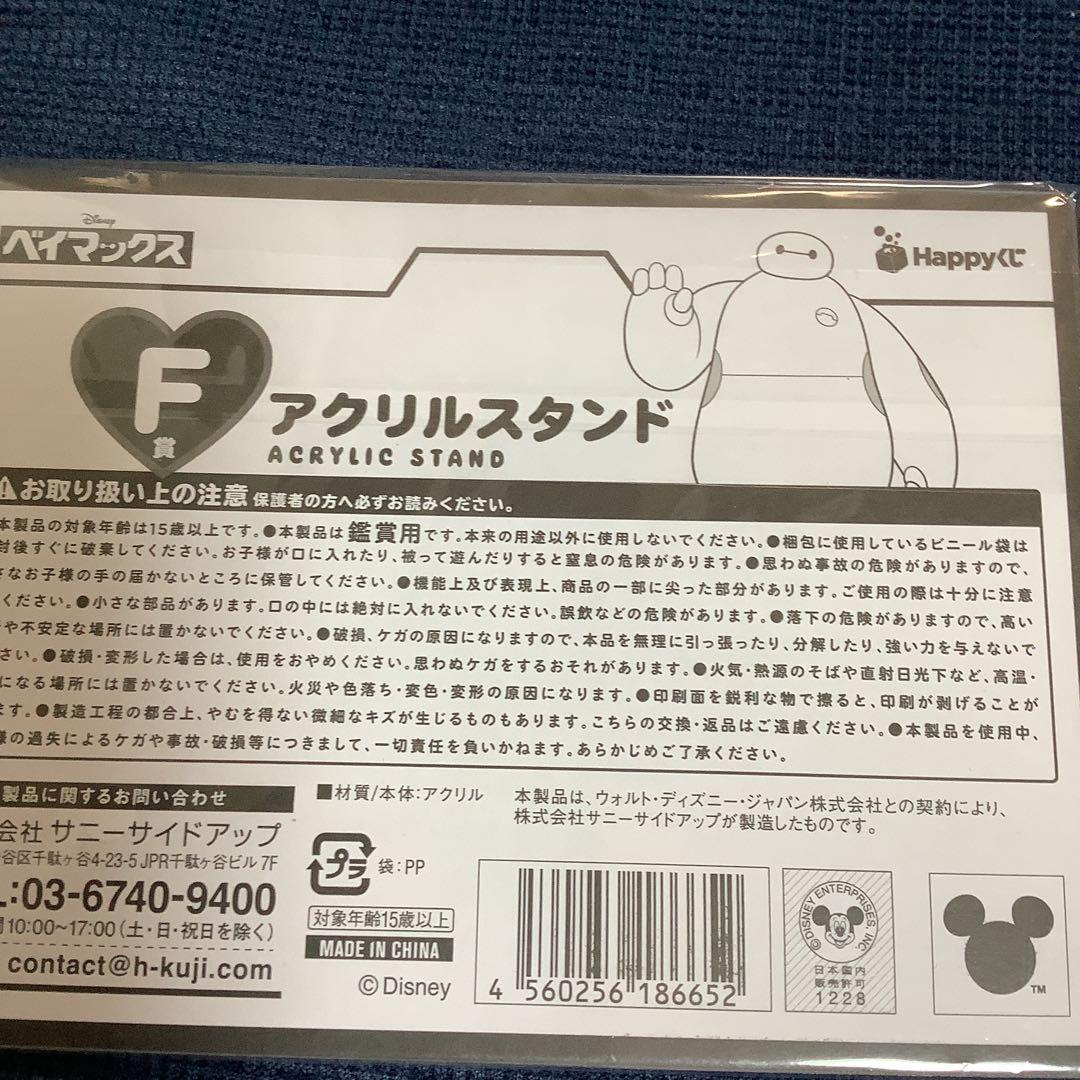 Disney
ベイマックス
Happyくじ
F
賞
アクリルスタンド
ACRYLIC STAND
お取り扱い上の注意 保護者の方へ必ずお読みください。
本製品の対象年齢は15歳以上です。●本製品は鑑賞用です。本来の用途以外に使用しないでください。●梱包に使用しているビニール袋は
封後すぐに破棄してください。お子様が口に入れたり、被って遊んだりすると窒息の危険があります。●思わぬ事故の危険がありますので、
さなお子様の手の届かないところに保管してください。●機能上及び表現上、商品の一部に尖った部分があります。ご使用の際は十分に注意
ください。●小さな部品があります。口の中には絶対に入れないでください。誤飲などの危険があります。●落下の危険がありますので、高い
や不安定な場所には置かないでください。●破損、ケガの原因になりますので、本品を無理に引っ張ったり、分解したり、強い力を与えないで
さい。●破損・変形した場合は、使用をおやめください。思わぬケガをするおそれがあります。●火気・熱源のそばや直射日光下など、高温・
になる場所には置かないでください。火災や色落ち・変色・変形の原因になります。●印刷面を鋭利な物で擦ると、印刷が剥げることが
ます。●製造工程の都合上、やむを得ない微細なキズが生じるものもあります。こちらの交換・返品はご遠慮ください。●本製品を使用中、
様の過失によるケガや事故・破損等につきまして、一切責任を負いかねます。あらかじめご了承ください。
製品に関するお問い合わせ
会社 サニーサイドアップ
谷区千駄ヶ谷4-23-5 JPR千駄ヶ谷ビル 7F
L:03-6740-9400
10:00~17:00(土・日・祝日を除く)
contact@h-kuji.com
■材質/本体:アクリル
プラ
袋:PP
対象年齢15歳以上
MADE IN CHINA
©Disney
本製品は、ウォルト・ディズニー・ジャパン株式会社との契約により、
株式会社サニーサイドアップが製造したものです。
4 560256 186652
©DISNEY ENTERPRISES, INC.
日本国内
販売許可
1228
TM